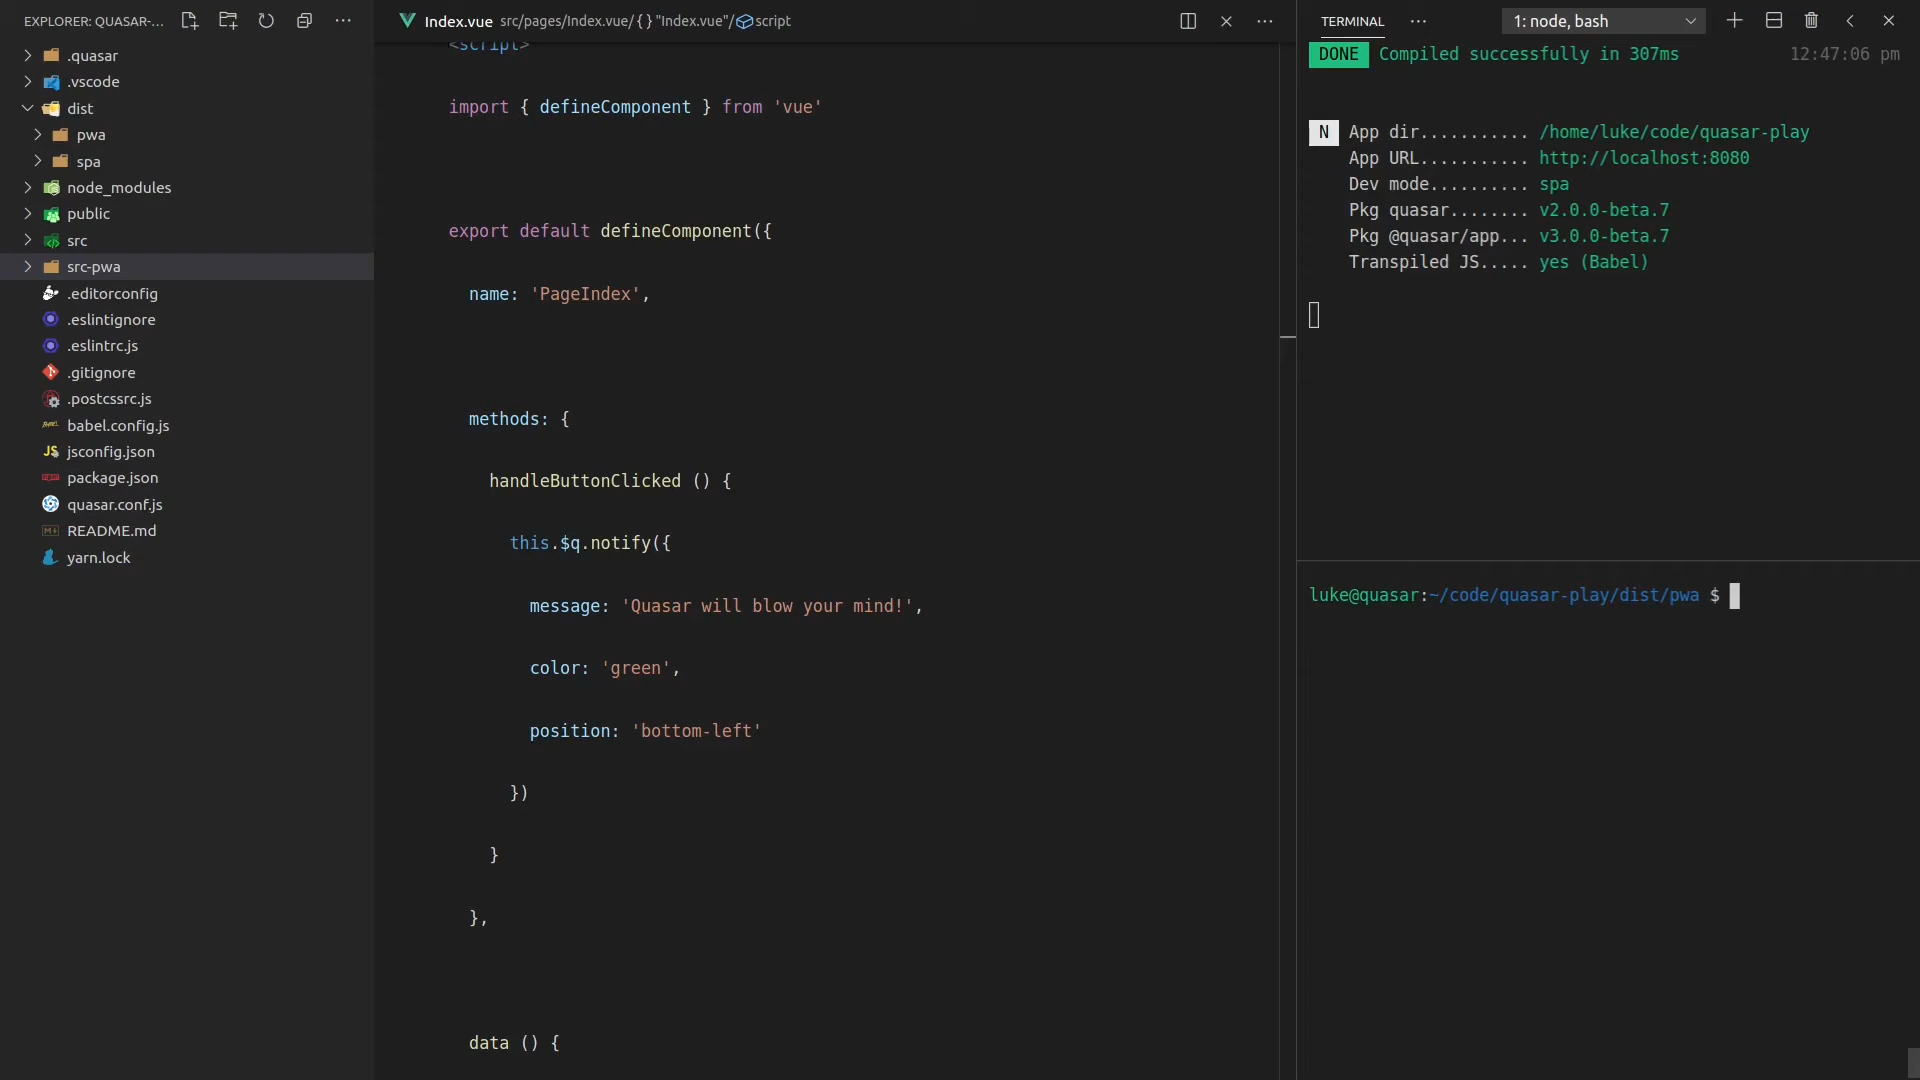 EXPLORER: QUASAR-...
.quasar
.vscode
dist
pwa
spa
node_modules
public
src
src-pwa
.editorconfig
.eslintignore
.eslintrc.js
.gitignore
.postcssrc.js
babel.config.js
jsconfig.json
package.json
quasar.conf.js
README.md
yarn.lock
Index.vue src/pages/Index.vue/{ } "Index.vue"/script
<script>
import { defineComponent } from 'vue'
export default defineComponent({
name: 'PageIndex',
methods: {
handleButtonClicked () {
this.$q.notify({
message: 'Quasar will blow your mind!',
color: 'green',
position: 'bottom-left'
})
}
},
data () {
TERMINAL
1: node, bash
DONE Compiled successfully in 307ms 12:47:06 pm
N App dir........... /home/luke/code/quasar-play
App URL........... http://localhost:8080
Dev mode.......... spa
Pkg quasar........ v2.0.0-beta.7
Pkg @quasar/app... v3.0.0-beta.7
Transpiled JS..... yes (Babel)
luke@quasar:~/code/quasar-play/dist/pwa $